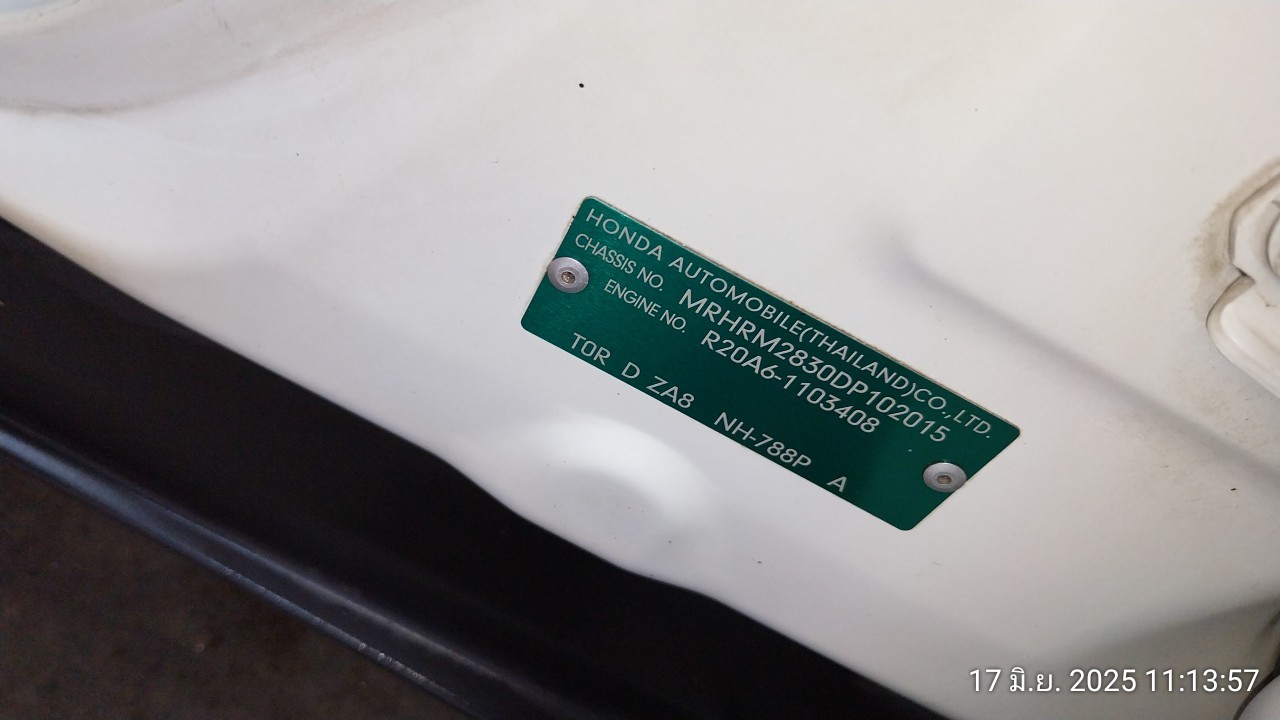 HONDA AUTOMOBILE(THAILAND)CO.,LTD.
CHASSIS NO. MRHRM2830DP102015
ENGINE NO. R20A6-1103408
T0R D ZA8 NH-788P A
17 มิ.ย. 2025 11:13:57